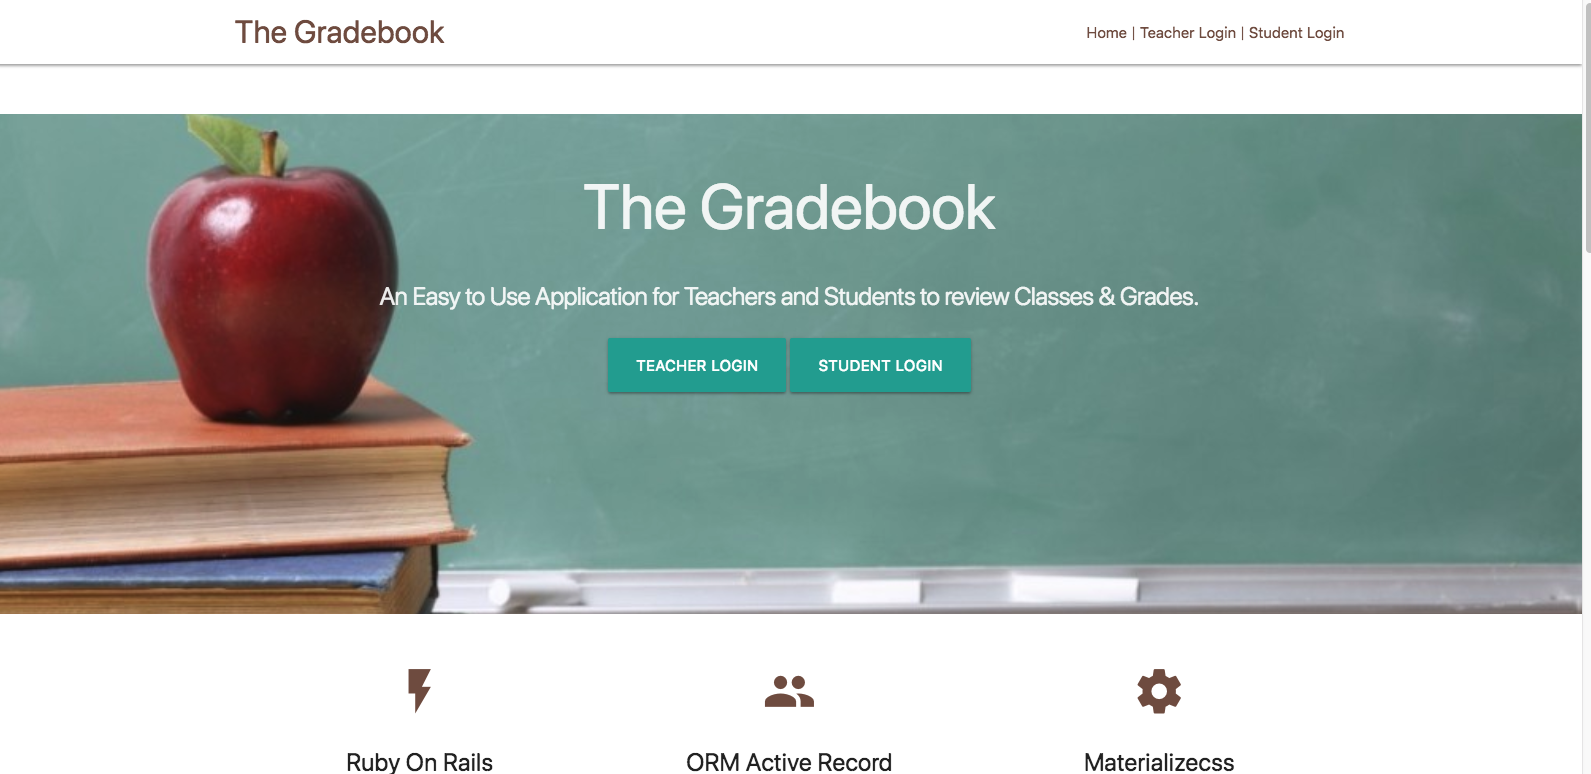 The Gradebook
Home | Teacher Login | Student Login
The Gradebook
An Easy to Use Application for Teachers and Students to review Classes & Grades.
TEACHER LOGIN STUDENT LOGIN
Ruby On Rails ORM Active Record Materializecss